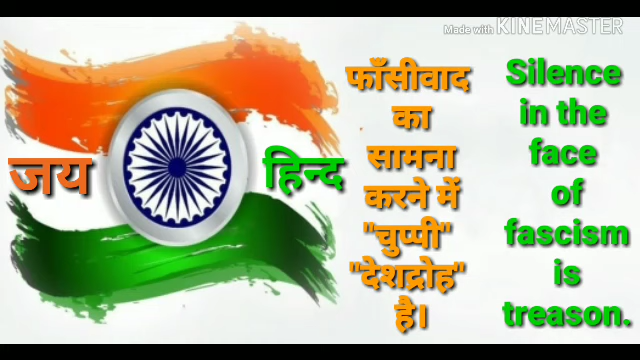 Made with KINEMASTER
जय हिन्द
फाँसीवाद
का
सामना
करने में
"चुप्पी"
"देशद्रोह"
है।
Silence
in the
face
of
fascism
is
treason.